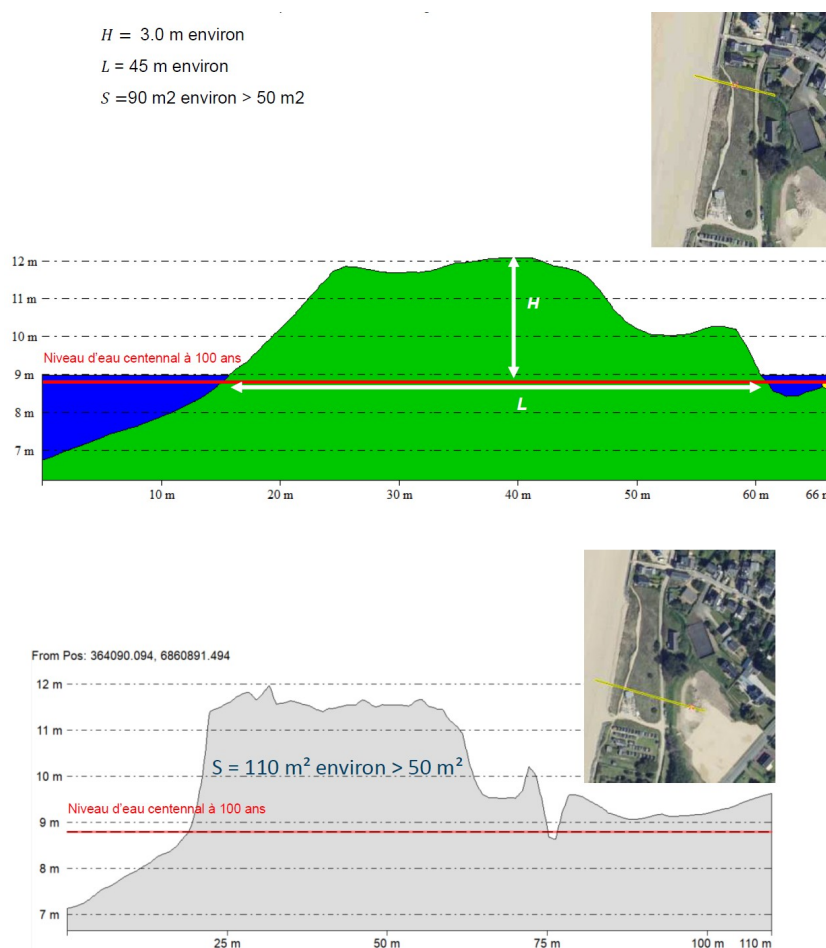 H = 3.0 m environ
L = 45 m environ
S =90 m2 environ > 50 m2
12 m
11 m
H
10 m
Niveau d'eau centennal à 100 ans
9 m
L
8 m
7 m
10 m 20 m 30 m 40 m 50 m 60 m 66 m
From Pos: 364090.094, 6860891.494
12 m
11 m
S = 110 m² environ > 50 m²
10 m
Niveau d'eau centennal à 100 ans
9 m
8 m
7 m
25 m 50 m 75 m 100 m 110 m